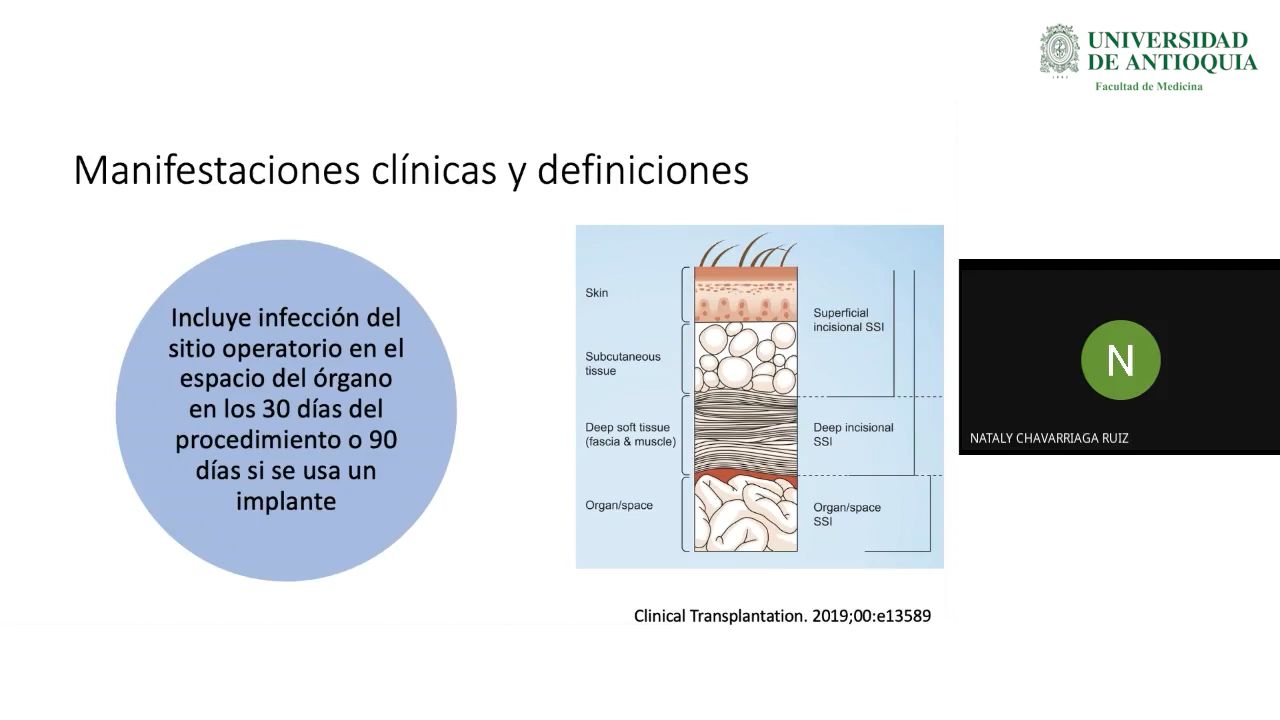 UNIVERSIDAD
DE ANTIOQUIA
Facultad de Medicina
Manifestaciones clínicas y definiciones
Incluye infección del
sitio operatorio en el
espacio del órgano
en los 30 días del
procedimiento o 90
días si se usa un
implante
Skin
Subcutaneous
tissue
Deep soft tissue
(fascia & muscle)
Organ/space
Superficial
incisional SSI
Deep incisional
SSI
Organ/space
SSI
Clinical Transplantation. 2019;00:e13589
N
NATALY CHAVARRIAGA RUIZ